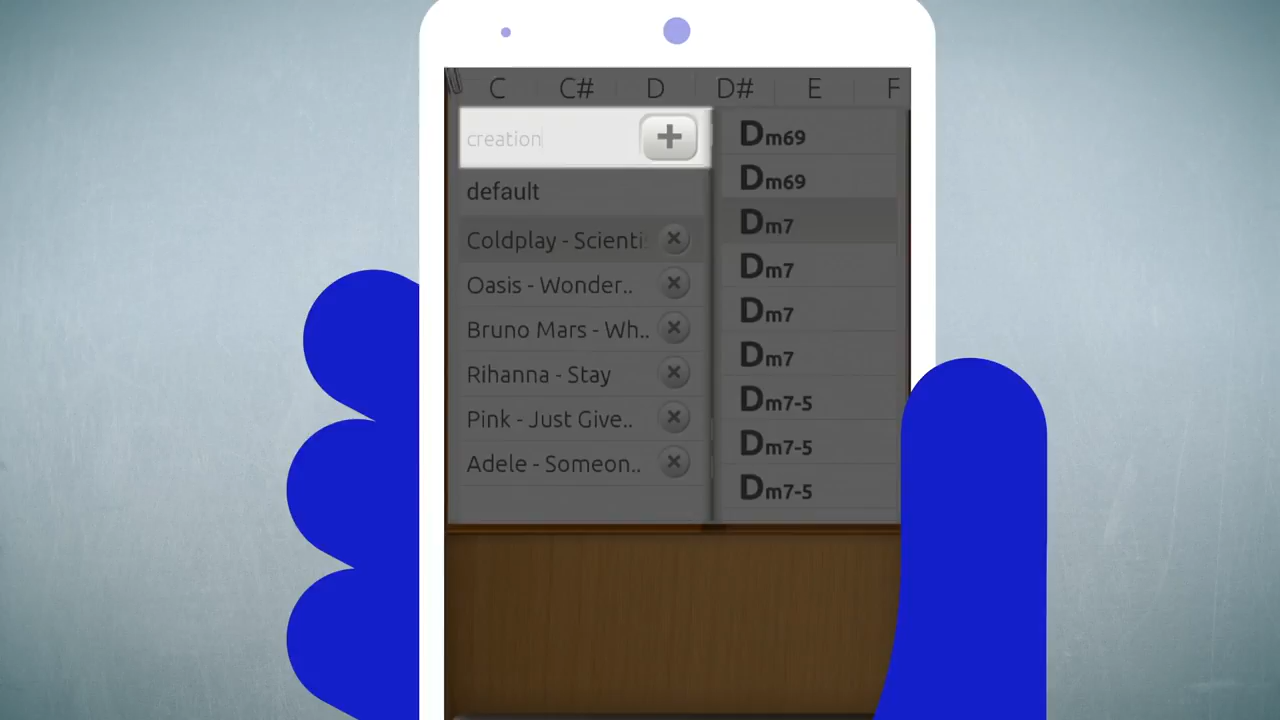 C C# D D# E F
creation +
default
Coldplay - Scienti
Oasis - Wonder..
Bruno Mars - Wh..
Rihanna - Stay
Pink - Just Give..
Adele - Someon..
Dm69
Dm69
Dm7
Dm7
Dm7
Dm7
Dm7-5
Dm7-5
Dm7-5